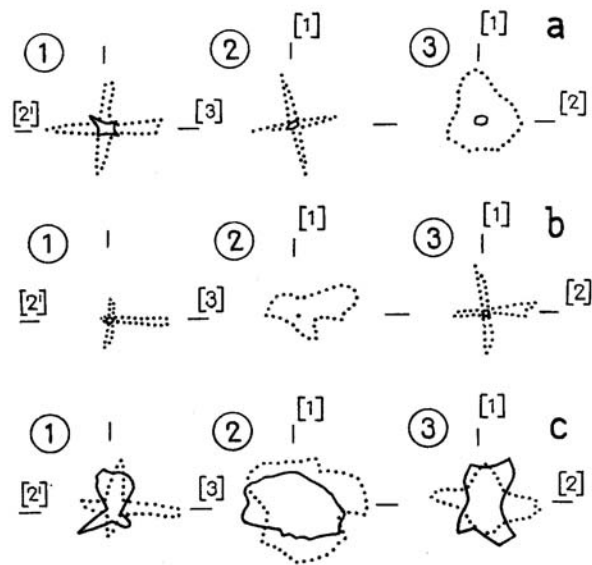 [1] [1] a
① ② ③
[2'] [3] [2]
[1] [1] b
① ② ③
[2'] [3] [2]
[1] [1] c
① ② ③
[2'] [3] [2]